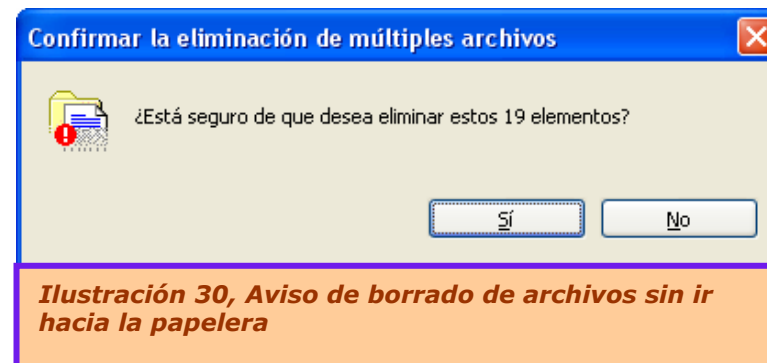 Confirmar la eliminación de múltiples archivos
¿Está seguro de que desea eliminar estos 19 elementos?
Sí
No
Ilustración 30, Aviso de borrado de archivos sin ir
hacia la papelera